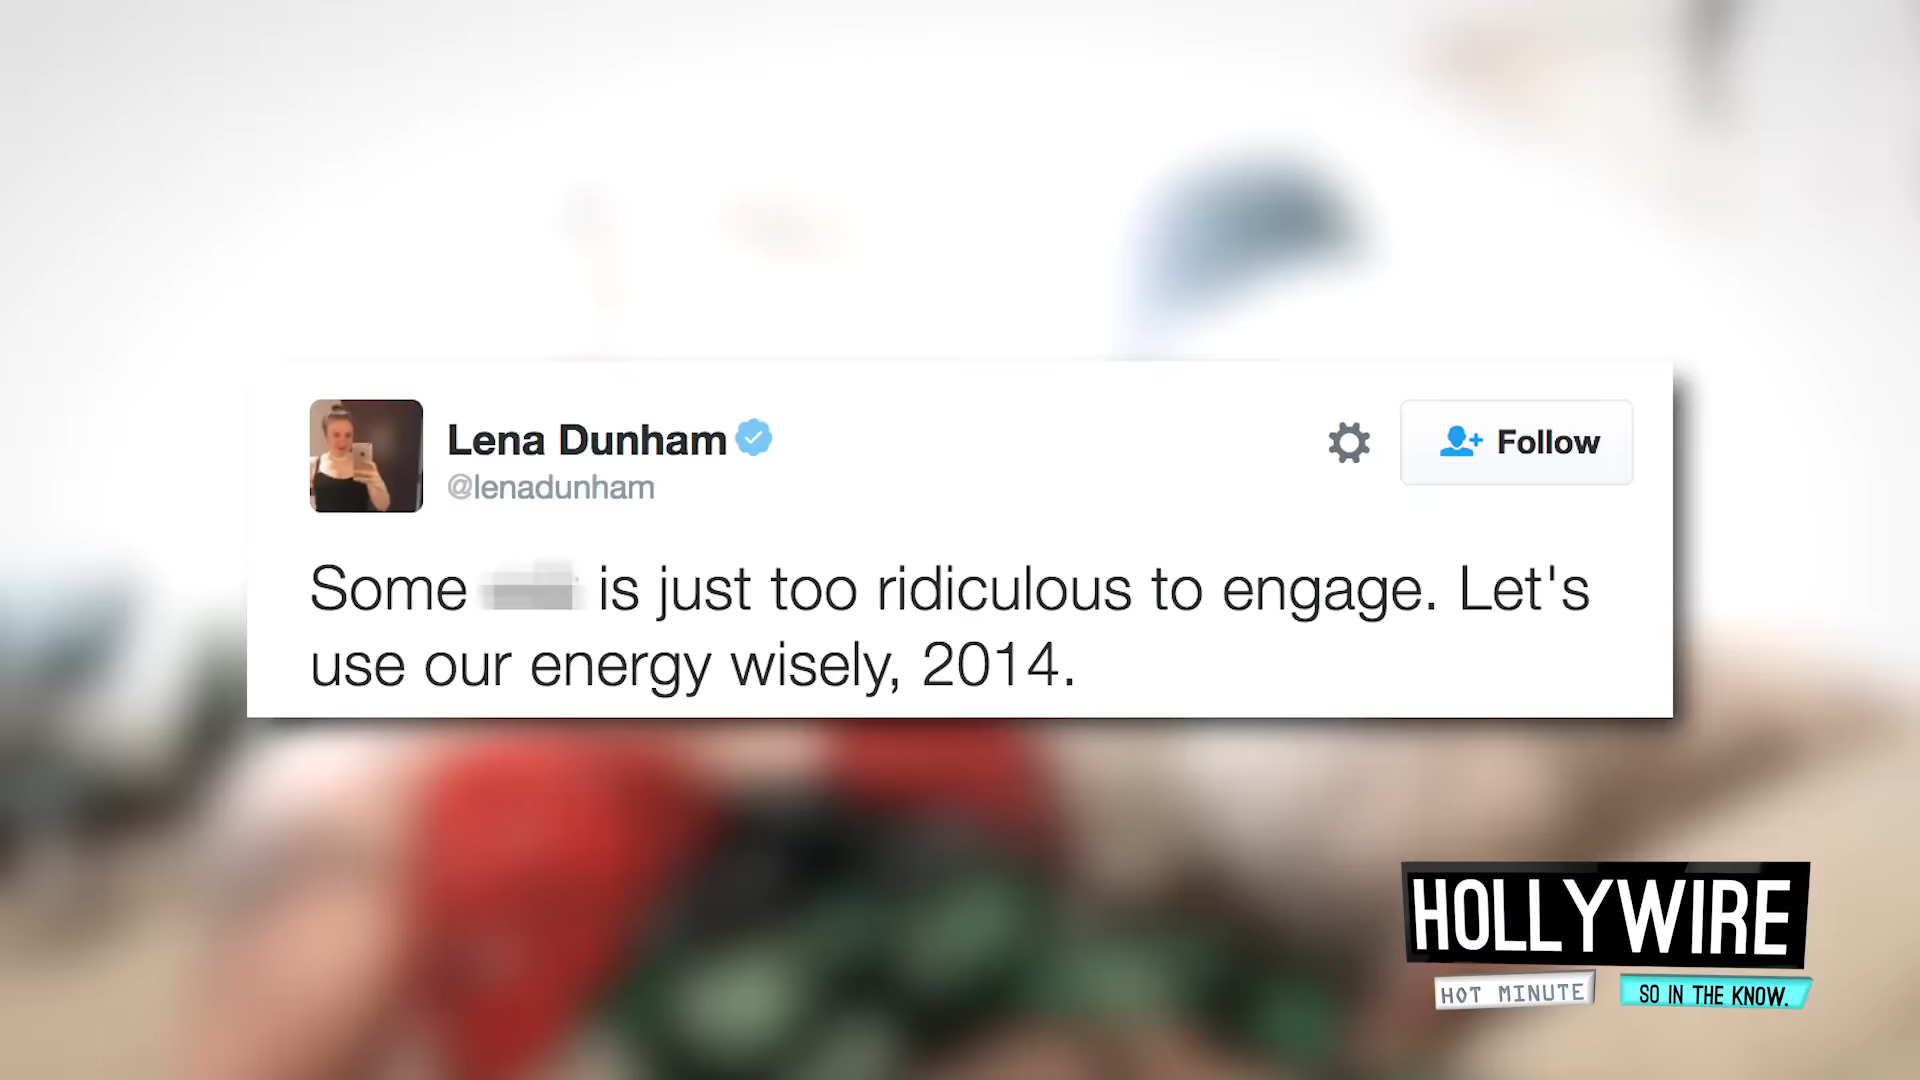 Lena Dunham
@lenadunham
Follow
Some is just too ridiculous to engage. Let's
use our energy wisely, 2014.
HOLLYWIRE
HOT MINUTE
SO IN THE KNOW.